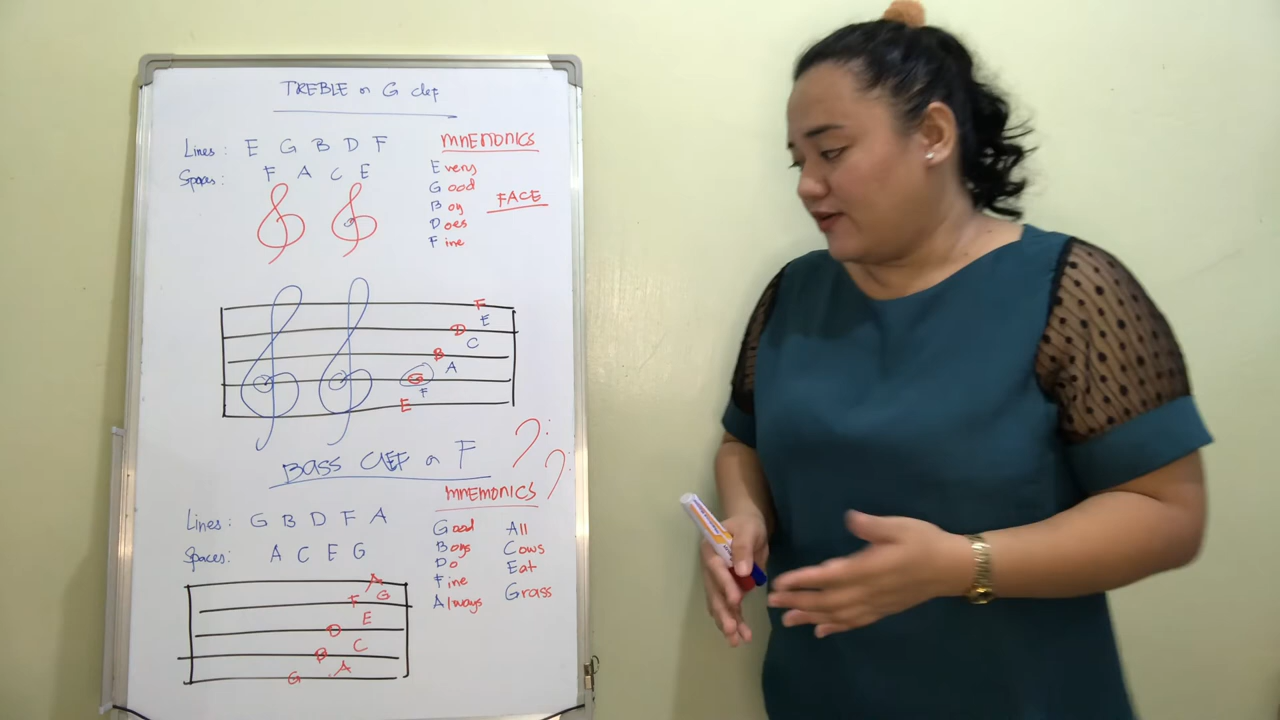 TREBLE or G clef
Lines: E G B D F
Spaces: F A C E
MNEMONICS
Every
Good
Boy
Does
Fine
FACE
F
E
D
C
B
A
G
F
E
BASS CLEF or F
MNEMONICS
Lines: G B D F A
Spaces: A C E G
Good
Boys
Do
Fine
Always
All
Cows
Eat
Grass
A
G
F
E
D
C
B
A
G